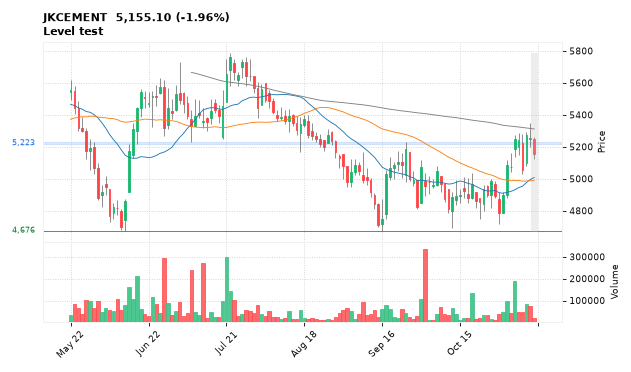 JKCEMENT 5,155.10 (-1.96%)
Level test
5800
5600
5400
5,223
5200
5000
4800
4,676
Price
300000
200000
100000
Volume
May 22
Jun 22
Jul 21
Aug 18
Sep 16
Oct 15